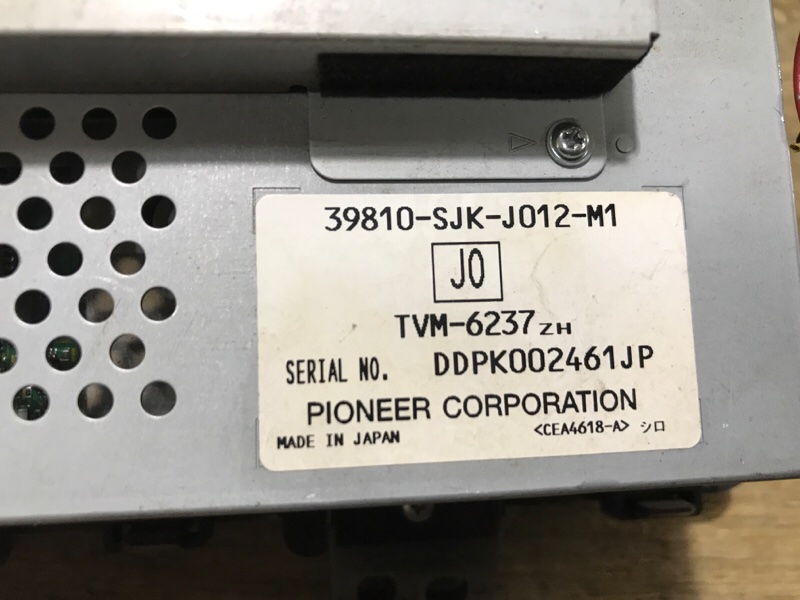 39810-SJK-J012-M1
J0
TVM-6237ZH
SERIAL NO. DDPK002461JP
PIONEER CORPORATION
MADE IN JAPAN <CEA4618-A> シロ